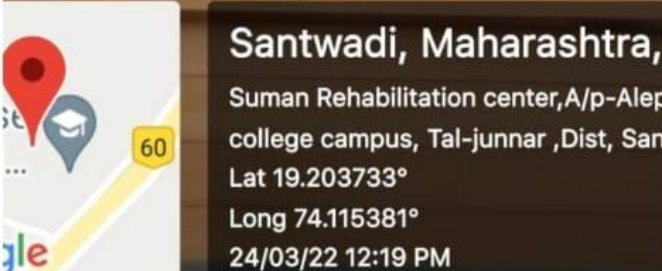 Santwadi, Maharashtra,
Suman Rehabilitation center,A/p-Alep
college campus, Tal-junnar ,Dist, San
Lat 19.203733°
Long 74.115381°
24/03/22 12:19 PM
60
gle